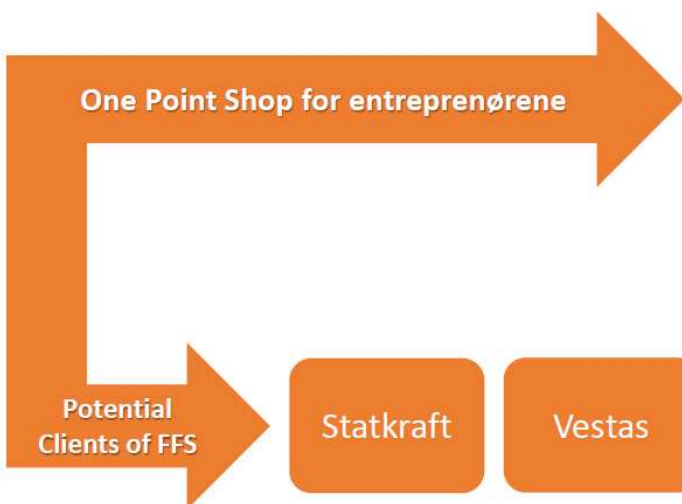 One Point Shop for entreprenørene
Potential
Clients of FFS
Statkraft
Vestas